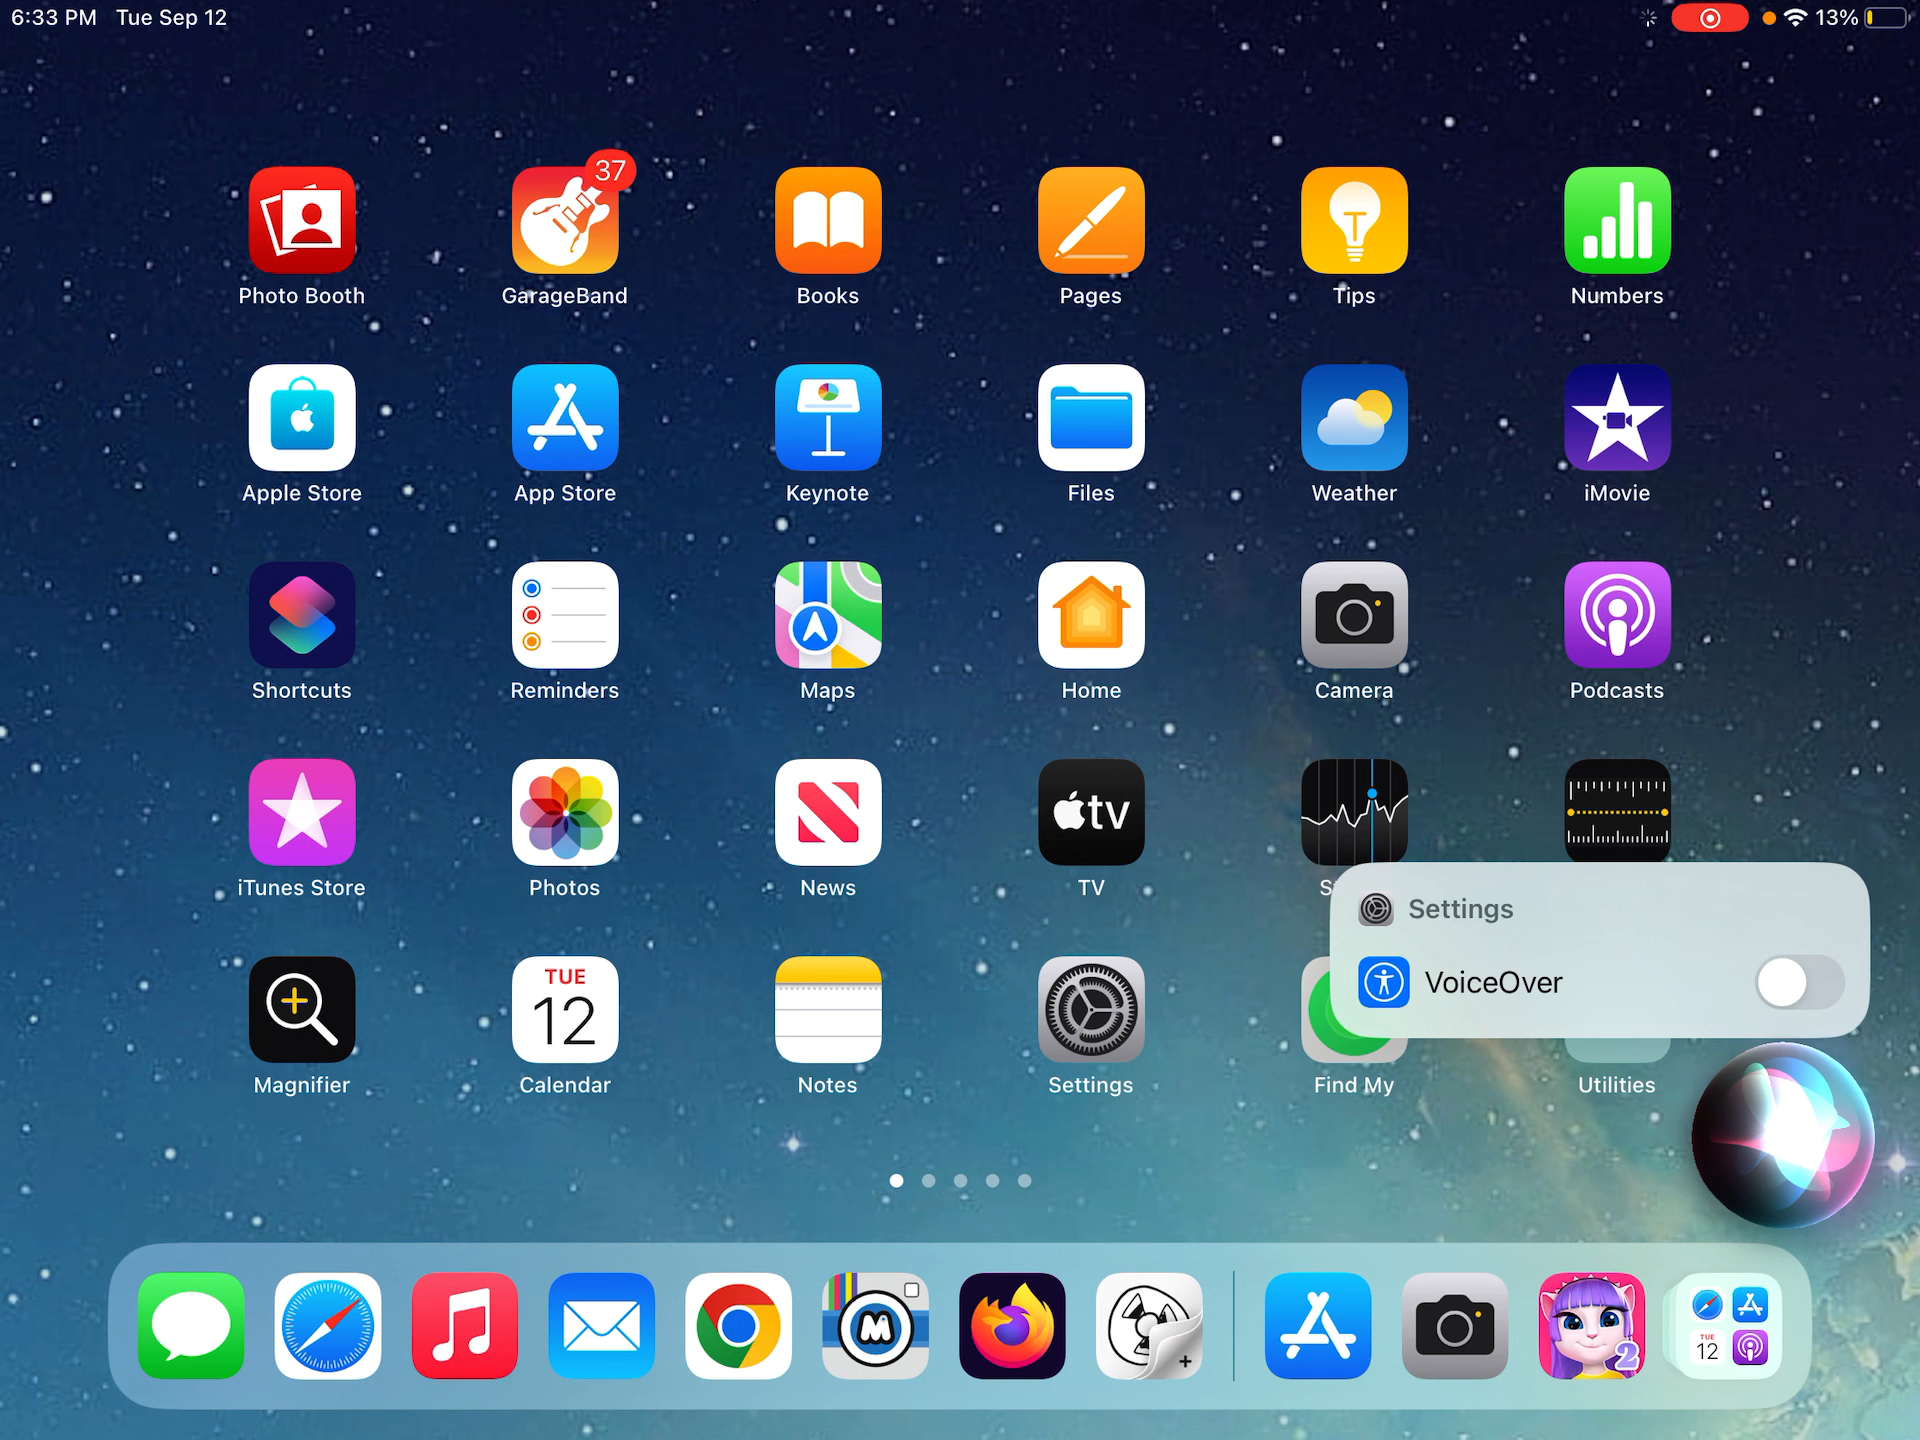 6:33 PM Tue Sep 12
13%
37
Photo Booth
GarageBand
Books
Pages
Tips
Numbers
Apple Store
App Store
Keynote
Files
Weather
iMovie
Shortcuts
Reminders
Maps
Home
Camera
Podcasts
tv
iTunes Store
Photos
News
TV
S
Settings
VoiceOver
TUE
12
Magnifier
Calendar
Notes
Settings
Find My
Utilities
M
2
TUE
12